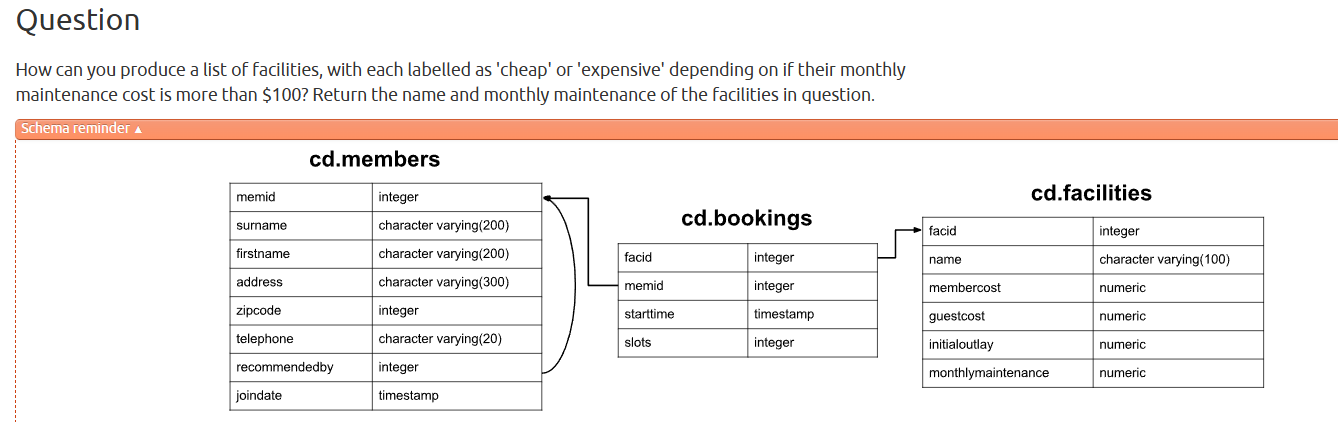 Question
How can you produce a list of facilities, with each labelled as 'cheap' or 'expensive' depending on if their monthly
maintenance cost is more than $100? Return the name and monthly maintenance of the facilities in question.
Schema reminder ▲
cd.members
memid integer
surname character varying(200)
firstname character varying(200)
address character varying(300)
zipcode integer
telephone character varying(20)
recommendedby integer
joindate timestamp
cd.bookings
facid integer
memid integer
starttime timestamp
slots integer
cd.facilities
facid integer
name character varying(100)
membercost numeric
guestcost numeric
initialoutlay numeric
monthlymaintenance numeric